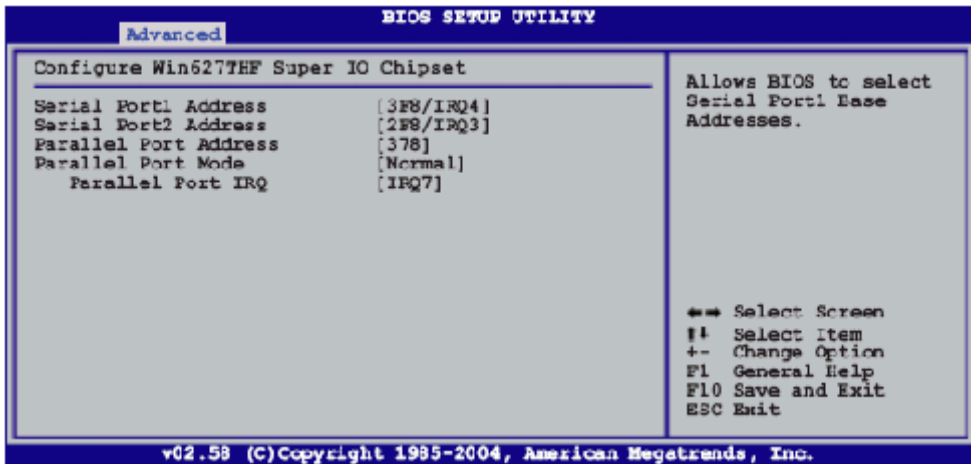 BIOS SETUP UTILITY
Advanced
Configure Win627THF Super IO Chipset
Serial Port1 Address [3F8/IRQ4]
Serial Port2 Address [2F8/IRQ3]
Parallel Port Address [378]
Parallel Port Mode [Normal]
Parallel Port IRQ [IRQ7]
Allows BIOS to select
Serial Port1 Base
Addresses.
←→ Select Screen
↑↓ Select Item
+- Change Option
F1 General Help
F10 Save and Exit
ESC Exit
v02.58 (C)Copyright 1985-2004, American Megatrends, Inc.